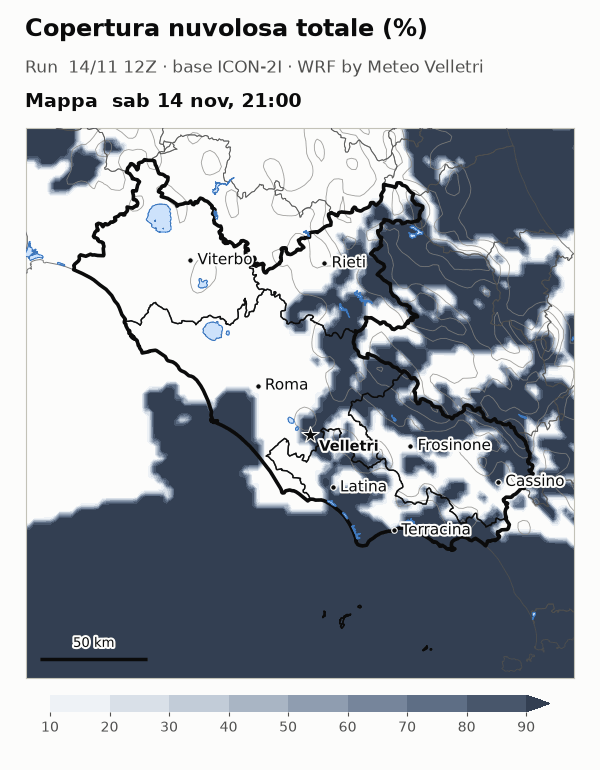 Copertura nuvolosa totale (%)
Run  14/11 12Z · base ICON-2I · WRF by Meteo Velletri
Mappa  sab 14 nov, 21:00
Viterbo
Rieti
Roma
Velletri
Frosinone
Cassino
Latina
Terracina
50 km
10 20 30 40 50 60 70 80 90